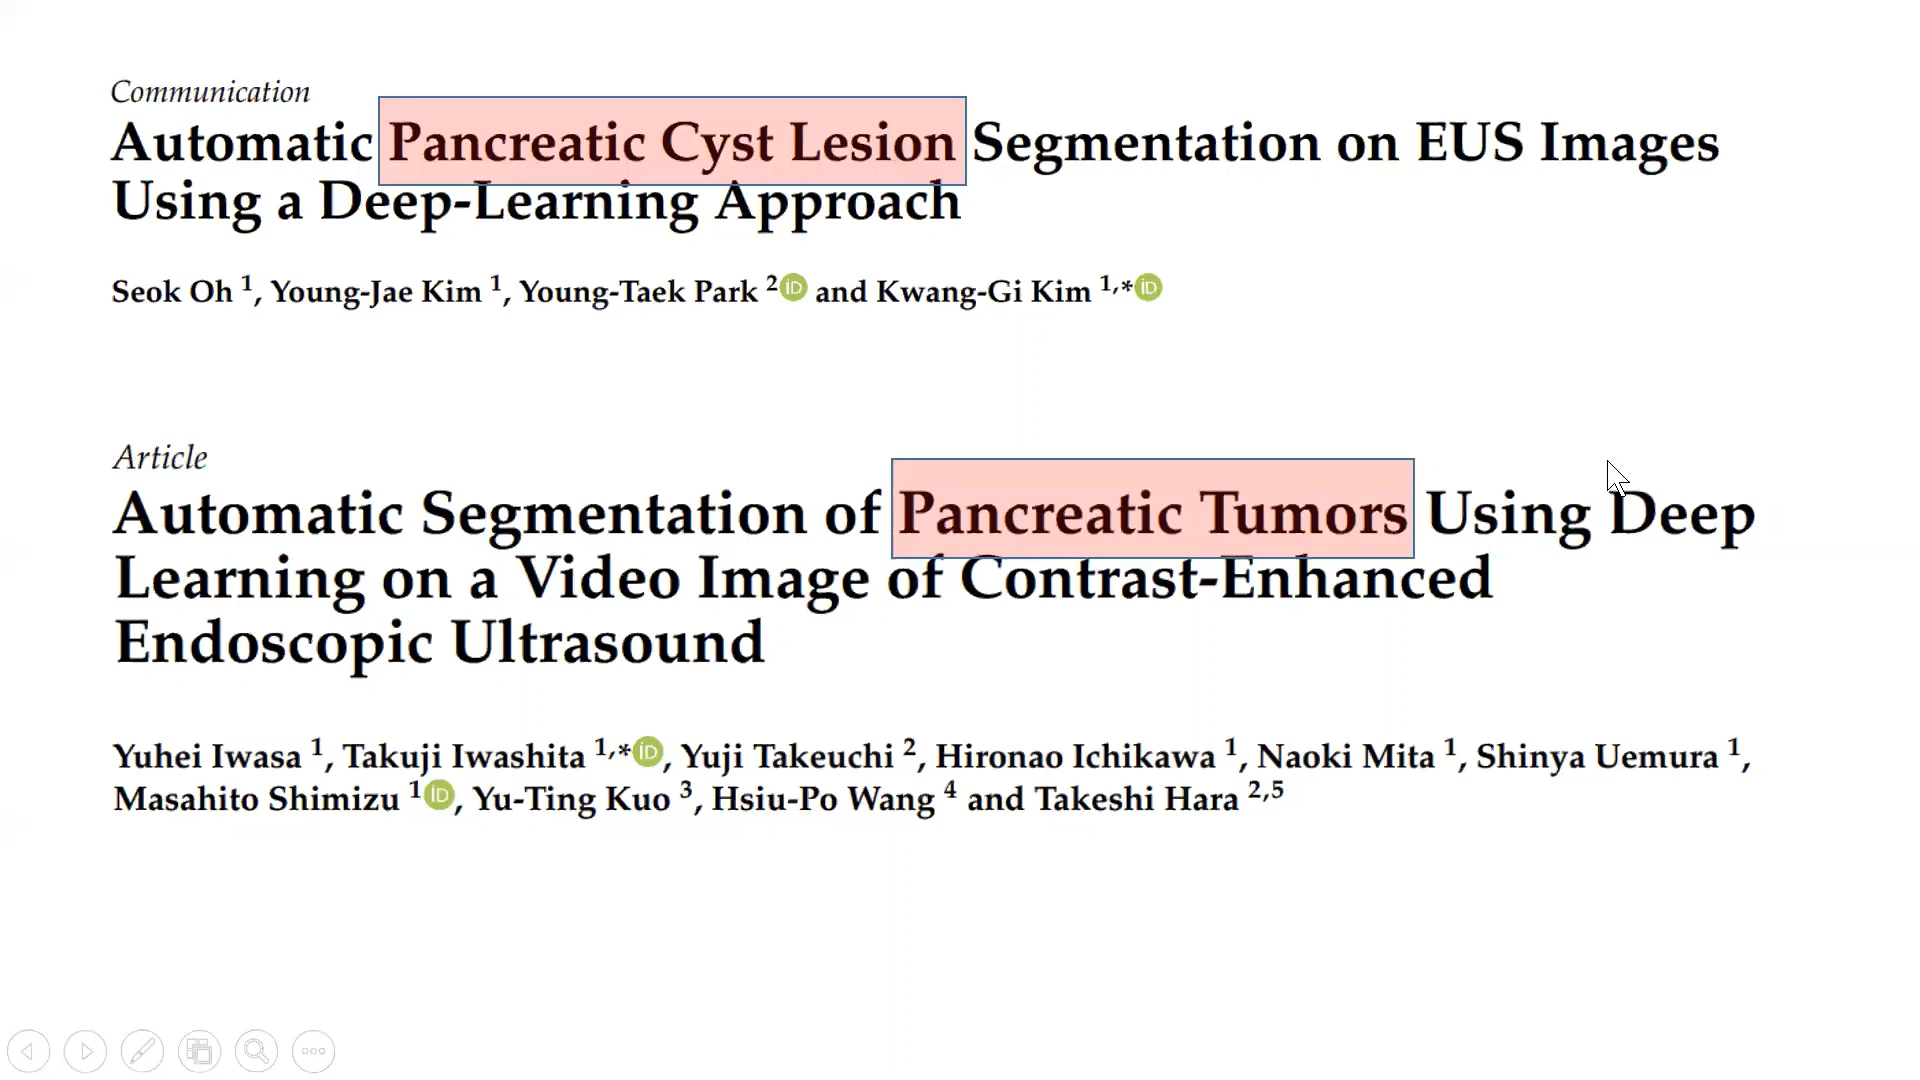 Communication
Automatic Pancreatic Cyst Lesion Segmentation on EUS Images
Using a Deep-Learning Approach
Seok Oh 1, Young-Jae Kim 1, Young-Taek Park 2 iD and Kwang-Gi Kim 1,* iD
Article
Automatic Segmentation of Pancreatic Tumors Using Deep
Learning on a Video Image of Contrast-Enhanced
Endoscopic Ultrasound
Yuhei Iwasa 1, Takuji Iwashita 1,* iD, Yuji Takeuchi 2, Hironao Ichikawa 1, Naoki Mita 1, Shinya Uemura 1,
Masahito Shimizu 1 iD, Yu-Ting Kuo 3, Hsiu-Po Wang 4 and Takeshi Hara 2,5